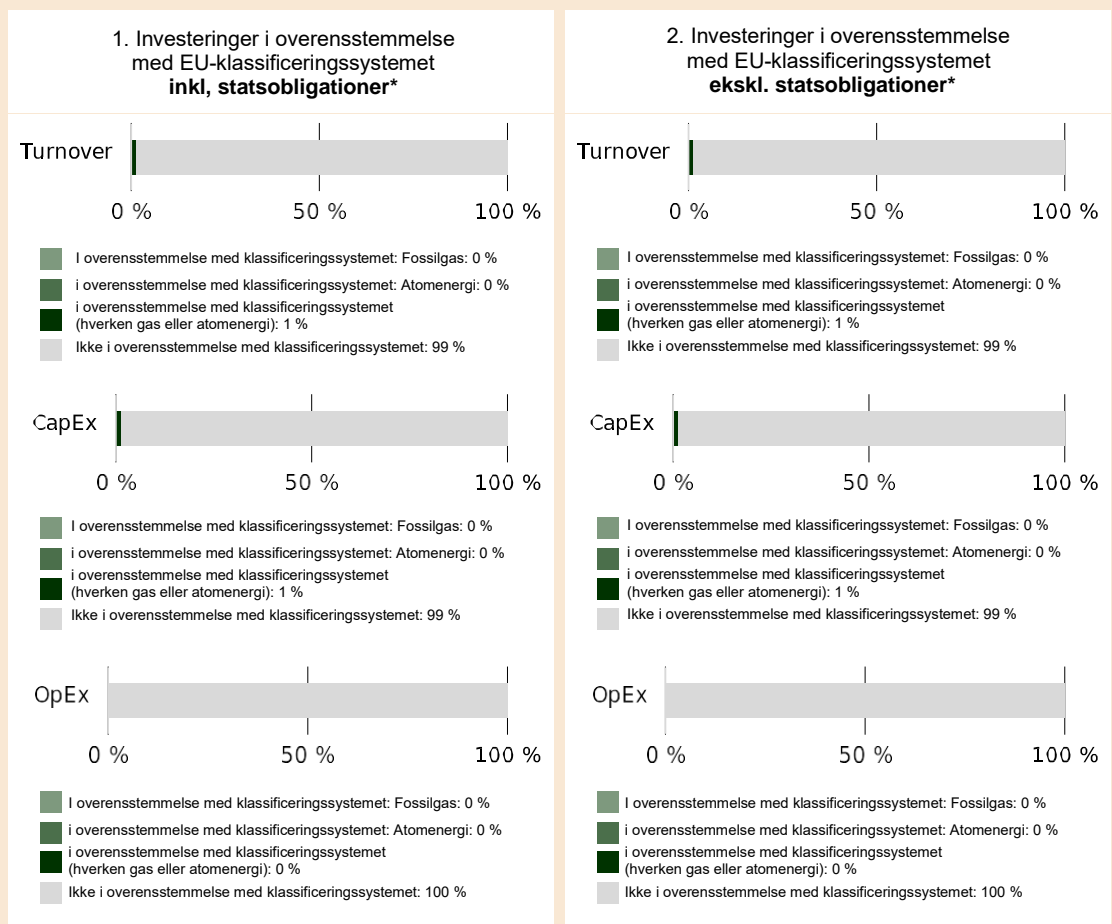 1. Investeringer i overensstemmelse
med EU-klassificeringssystemet
inkl, statsobligationer*
Turnover
0 % 50 % 100 %
I overensstemmelse med klassificeringssystemet: Fossilgas: 0 %
i overensstemmelse med klassificeringssystemet: Atomenergi: 0 %
i overensstemmelse med klassificeringssystemet
(hverken gas eller atomenergi): 1 %
Ikke i overensstemmelse med klassificeringssystemet: 99 %
CapEx
0 % 50 % 100 %
I overensstemmelse med klassificeringssystemet: Fossilgas: 0 %
i overensstemmelse med klassificeringssystemet: Atomenergi: 0 %
i overensstemmelse med klassificeringssystemet
(hverken gas eller atomenergi): 1 %
Ikke i overensstemmelse med klassificeringssystemet: 99 %
OpEx
0 % 50 % 100 %
I overensstemmelse med klassificeringssystemet: Fossilgas: 0 %
i overensstemmelse med klassificeringssystemet: Atomenergi: 0 %
i overensstemmelse med klassificeringssystemet
(hverken gas eller atomenergi): 0 %
Ikke i overensstemmelse med klassificeringssystemet: 100 %
2. Investeringer i overensstemmelse
med EU-klassificeringssystemet
ekskl. statsobligationer*
Turnover
0 % 50 % 100 %
I overensstemmelse med klassificeringssystemet: Fossilgas: 0 %
i overensstemmelse med klassificeringssystemet: Atomenergi: 0 %
i overensstemmelse med klassificeringssystemet
(hverken gas eller atomenergi): 1 %
Ikke i overensstemmelse med klassificeringssystemet: 99 %
CapEx
0 % 50 % 100 %
I overensstemmelse med klassificeringssystemet: Fossilgas: 0 %
i overensstemmelse med klassificeringssystemet: Atomenergi: 0 %
i overensstemmelse med klassificeringssystemet
(hverken gas eller atomenergi): 1 %
Ikke i overensstemmelse med klassificeringssystemet: 99 %
OpEx
0 % 50 % 100 %
I overensstemmelse med klassificeringssystemet: Fossilgas: 0 %
i overensstemmelse med klassificeringssystemet: Atomenergi: 0 %
i overensstemmelse med klassificeringssystemet
(hverken gas eller atomenergi): 0 %
Ikke i overensstemmelse med klassificeringssystemet: 100 %